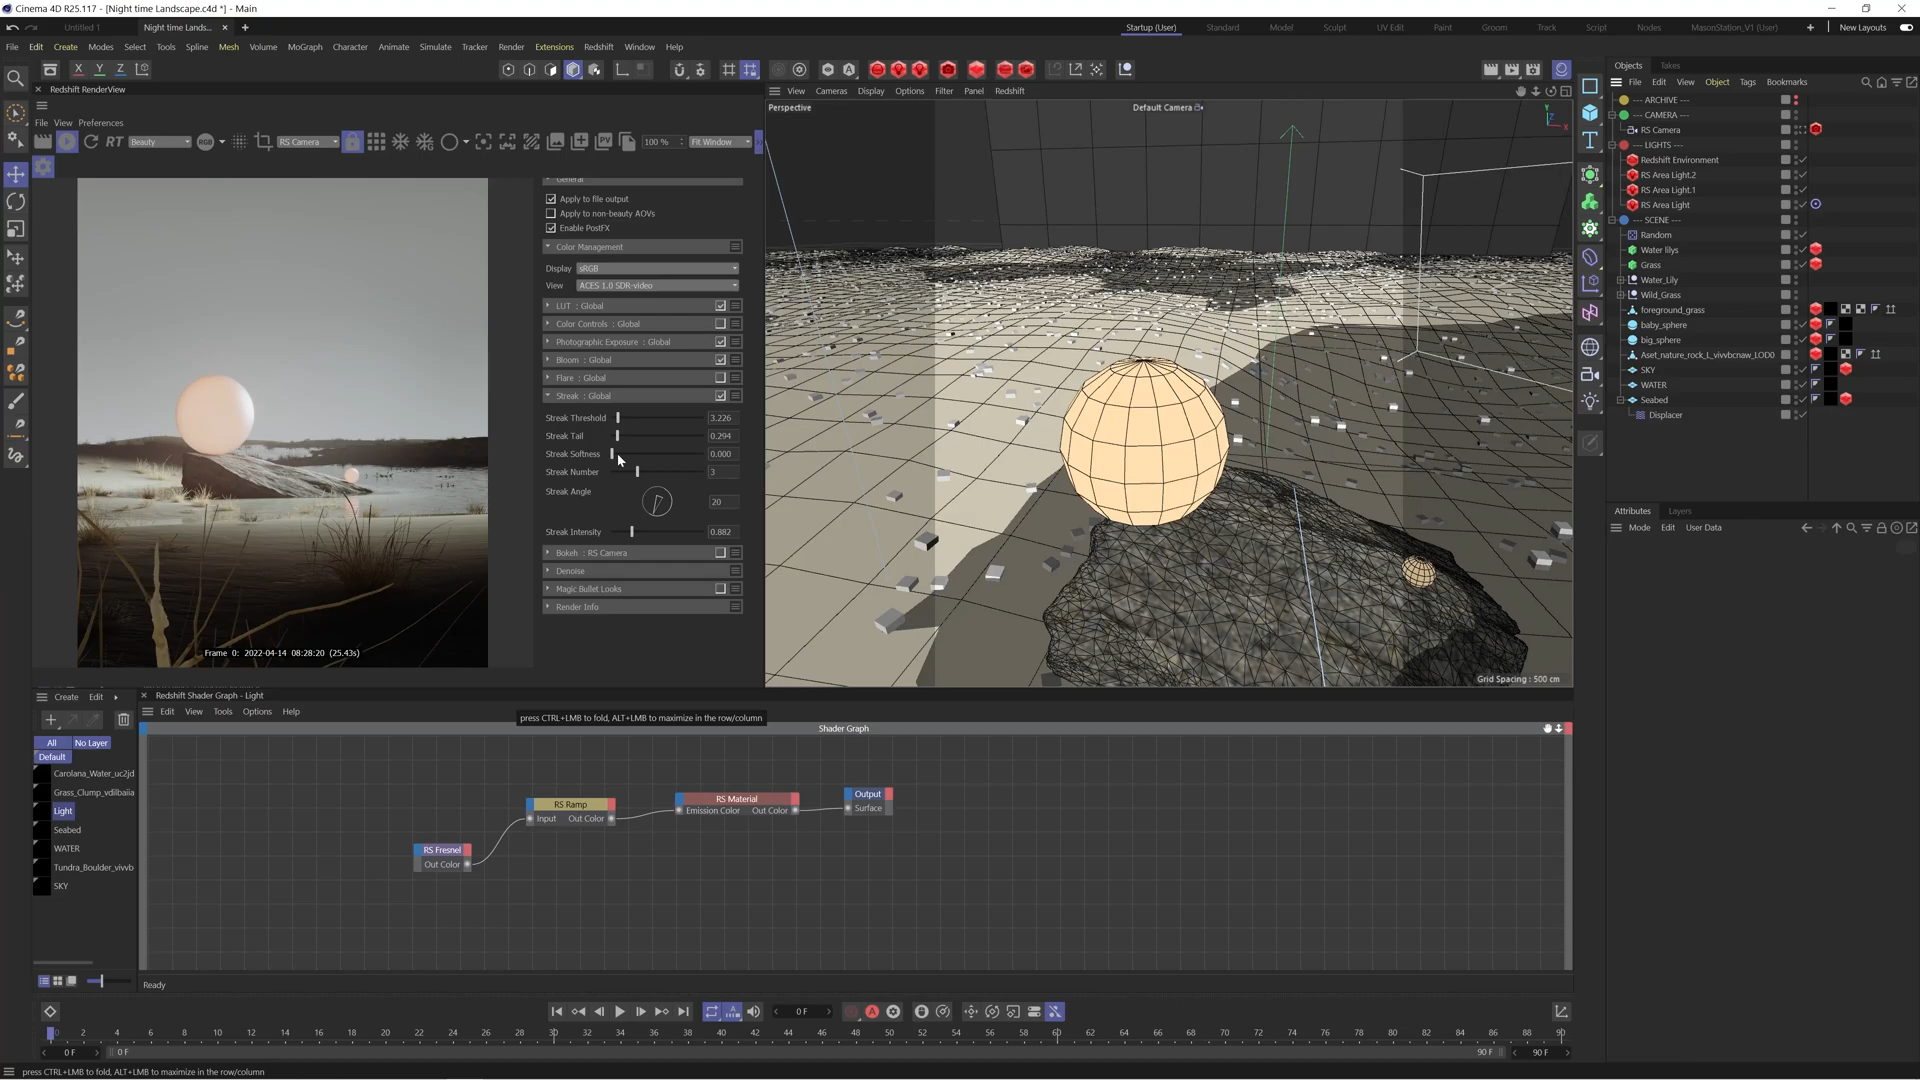 Cinema 4D R25.117 - [Night time Landscape.c4d *] - Main
Untitled 1
Night time Lands...
Startup (User)
Standard
Model
Sculpt
UV Edit
Paint
Groom
Track
Script
Nodes
MasonStation_V1 (User)
New Layouts
File Edit Create Modes Select Tools Spline Mesh Volume MoGraph Character Animate Simulate Tracker Render Extensions Redshift Window Help
X Y Z
Redshift RenderView
File View Preferences
RT Beauty RGB RS Camera PV 100 % Fit Window
General
Apply to file output
Apply to non-beauty AOVs
Enable PostFX
Color Management
Display sRGB
View ACES 1.0 SDR-video
LUT : Global
Color Controls : Global
Photographic Exposure : Global
Bloom : Global
Flare : Global
Streak : Global
Streak Threshold 3.226
Streak Tail 0.294
Streak Softness 0.000
Streak Number 3
Streak Angle 20
Streak Intensity 0.882
Bokeh : RS Camera
Denoise
Magic Bullet Looks
Render Info
Frame 0: 2022-04-14 08:28:20 (25.43s)
View Cameras Display Options Filter Panel Redshift
Perspective
Default Camera
Y
X
Grid Spacing : 500 cm
Objects Takes
File Edit View Object Tags Bookmarks
--- ARCHIVE ---
--- CAMERA ---
RS Camera
--- LIGHTS ---
Redshift Environment
RS Area Light.2
RS Area Light.1
RS Area Light
--- SCENE ---
Random
Water lilys
Grass
Water_Lily
Wild_Grass
foreground_grass
baby_sphere
big_sphere
Aset_nature_rock_L_vivvbcnaw_LOD0
SKY
WATER
Seabed
Displacer
Attributes Layers
Mode Edit User Data
Create Edit
All No Layer
Default
Carolana_Water_uc2jd
Grass_Clump_vdilbaiia
Light
Seabed
WATER
Tundra_Boulder_vivvb
SKY
Redshift Shader Graph - Light
Edit View Tools Options Help
press CTRL+LMB to fold, ALT+LMB to maximize in the row/column
Shader Graph
RS Fresnel
Out Color
RS Ramp
Input Out Color
RS Material
Emission Color Out Color
Output
Surface
Ready
0 F
0 2 4 6 8 10 12 14 16 18 20 22 24 26 28 30 32 34 36 38 40 42 44 46 48 50 52 54 56 58 60 62 64 66 68 70 72 74 76 78 80 82 84 86 88 90
0 F
0 F
90 F
90 F
press CTRL+LMB to fold, ALT+LMB to maximize in the row/column